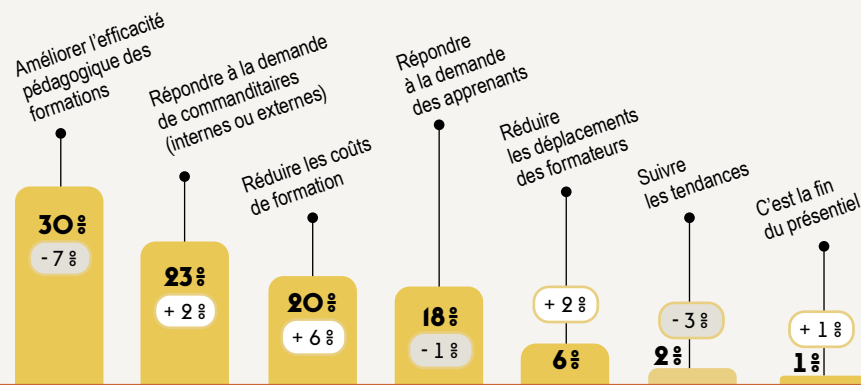 Améliorer l'efficacité
pédagogique des
formations
30%
- 7 %
Répondre à la demande
de commanditaires
(internes ou externes)
23%
+ 2 %
Réduire les coûts
de formation
20%
+ 6 %
Répondre
à la demande
des apprenants
18%
- 1 %
Réduire
les déplacements
des formateurs
+ 2 %
6%
Suivre
les tendances
- 3 %
2%
C'est la fin
du présentiel
+ 1 %
1%